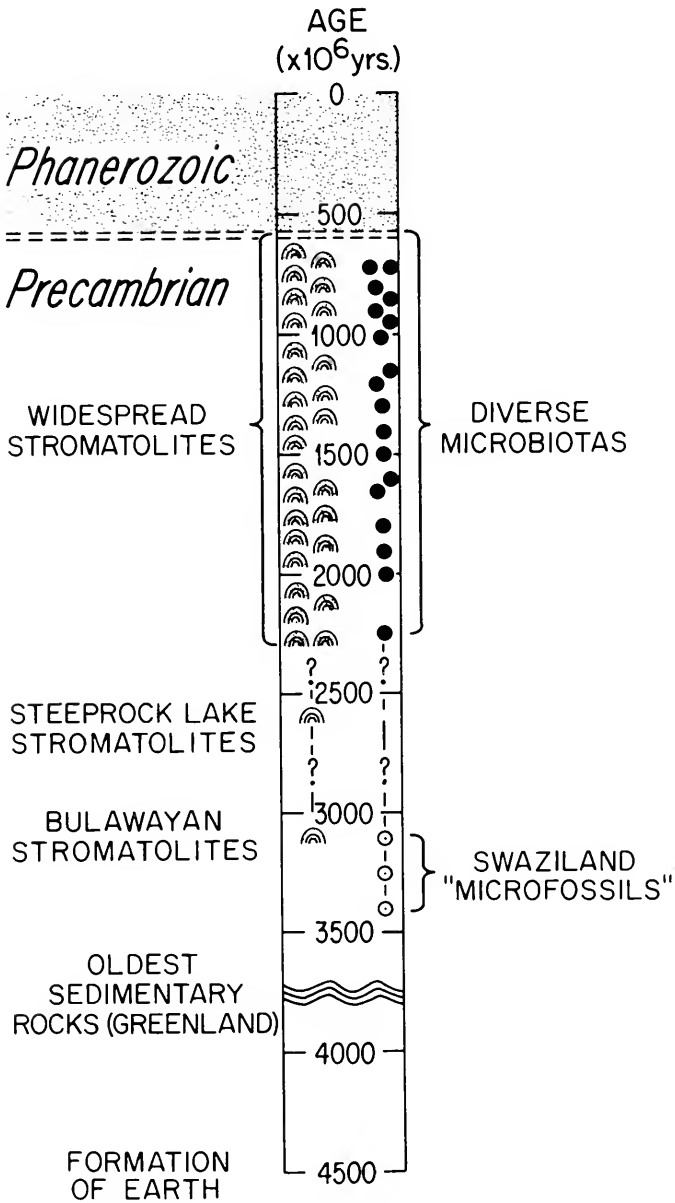 AGE
(x10⁶yrs.)
0
Phanerozoic
500
Precambrian
1000
WIDESPREAD
STROMATOLITES
DIVERSE
MICROBIOTAS
1500
2000
? ?
2500
STEEPROCK LAKE
STROMATOLITES
? ?
3000
BULAWAYAN
STROMATOLITES
SWAZILAND
"MICROFOSSILS"
3500
OLDEST
SEDIMENTARY
ROCKS (GREENLAND)
4000
FORMATION
OF EARTH
4500